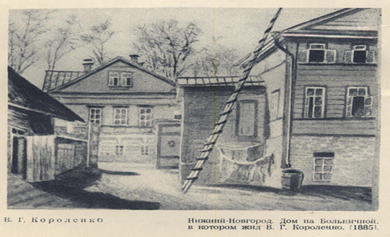 В. Г. Короленко
Нижний-Новгород. Дом на Больничной,
в котором жил В. Г. Короленко. (1885).